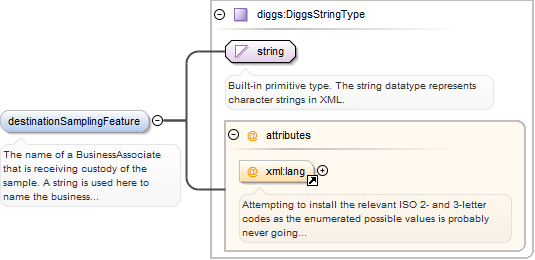 diggs:DiggsStringType
string
Built-in primitive type. The string datatype represents
character strings in XML.
destinationSamplingFeature
The name of a BusinessAssociate
that is receiving custody of the
sample. A string is used here to
name the business...
@ attributes
@ xml:lang
Attempting to install the relevant ISO 2- and 3-letter
codes as the enumerated possible values is probably
never going...